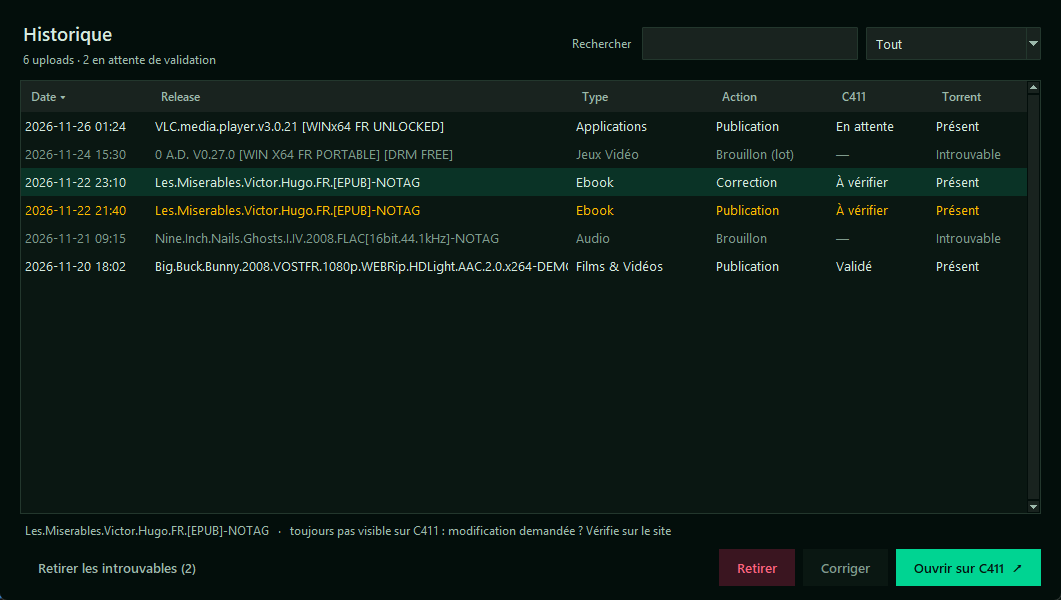 Historique
6 uploads · 2 en attente de validation
Rechercher
Tout
Date Release Type Action C411 Torrent
2026-11-26 01:24 VLC.media.player.v3.0.21 [WINx64 FR UNLOCKED] Applications Publication En attente Présent
2026-11-24 15:30 0 A.D. V0.27.0 [WIN X64 FR PORTABLE] [DRM FREE] Jeux Vidéo Brouillon (lot) — Introuvable
2026-11-22 23:10 Les.Miserables.Victor.Hugo.FR.[EPUB]-NOTAG Ebook Correction À vérifier Présent
2026-11-22 21:40 Les.Miserables.Victor.Hugo.FR.[EPUB]-NOTAG Ebook Publication À vérifier Présent
2026-11-21 09:15 Nine.Inch.Nails.Ghosts.I.IV.2008.FLAC[16bit.44.1kHz]-NOTAG Audio Brouillon — Introuvable
2026-11-20 18:02 Big.Buck.Bunny.2008.VOSTFR.1080p.WEBRip.HDLight.AAC.2.0.x264-DEMO Films & Vidéos Publication Validé Présent
Les.Miserables.Victor.Hugo.FR.[EPUB]-NOTAG · toujours pas visible sur C411 : modification demandée ? Vérifie sur le site
Retirer les introuvables (2)
Retirer
Corriger
Ouvrir sur C411 ↗